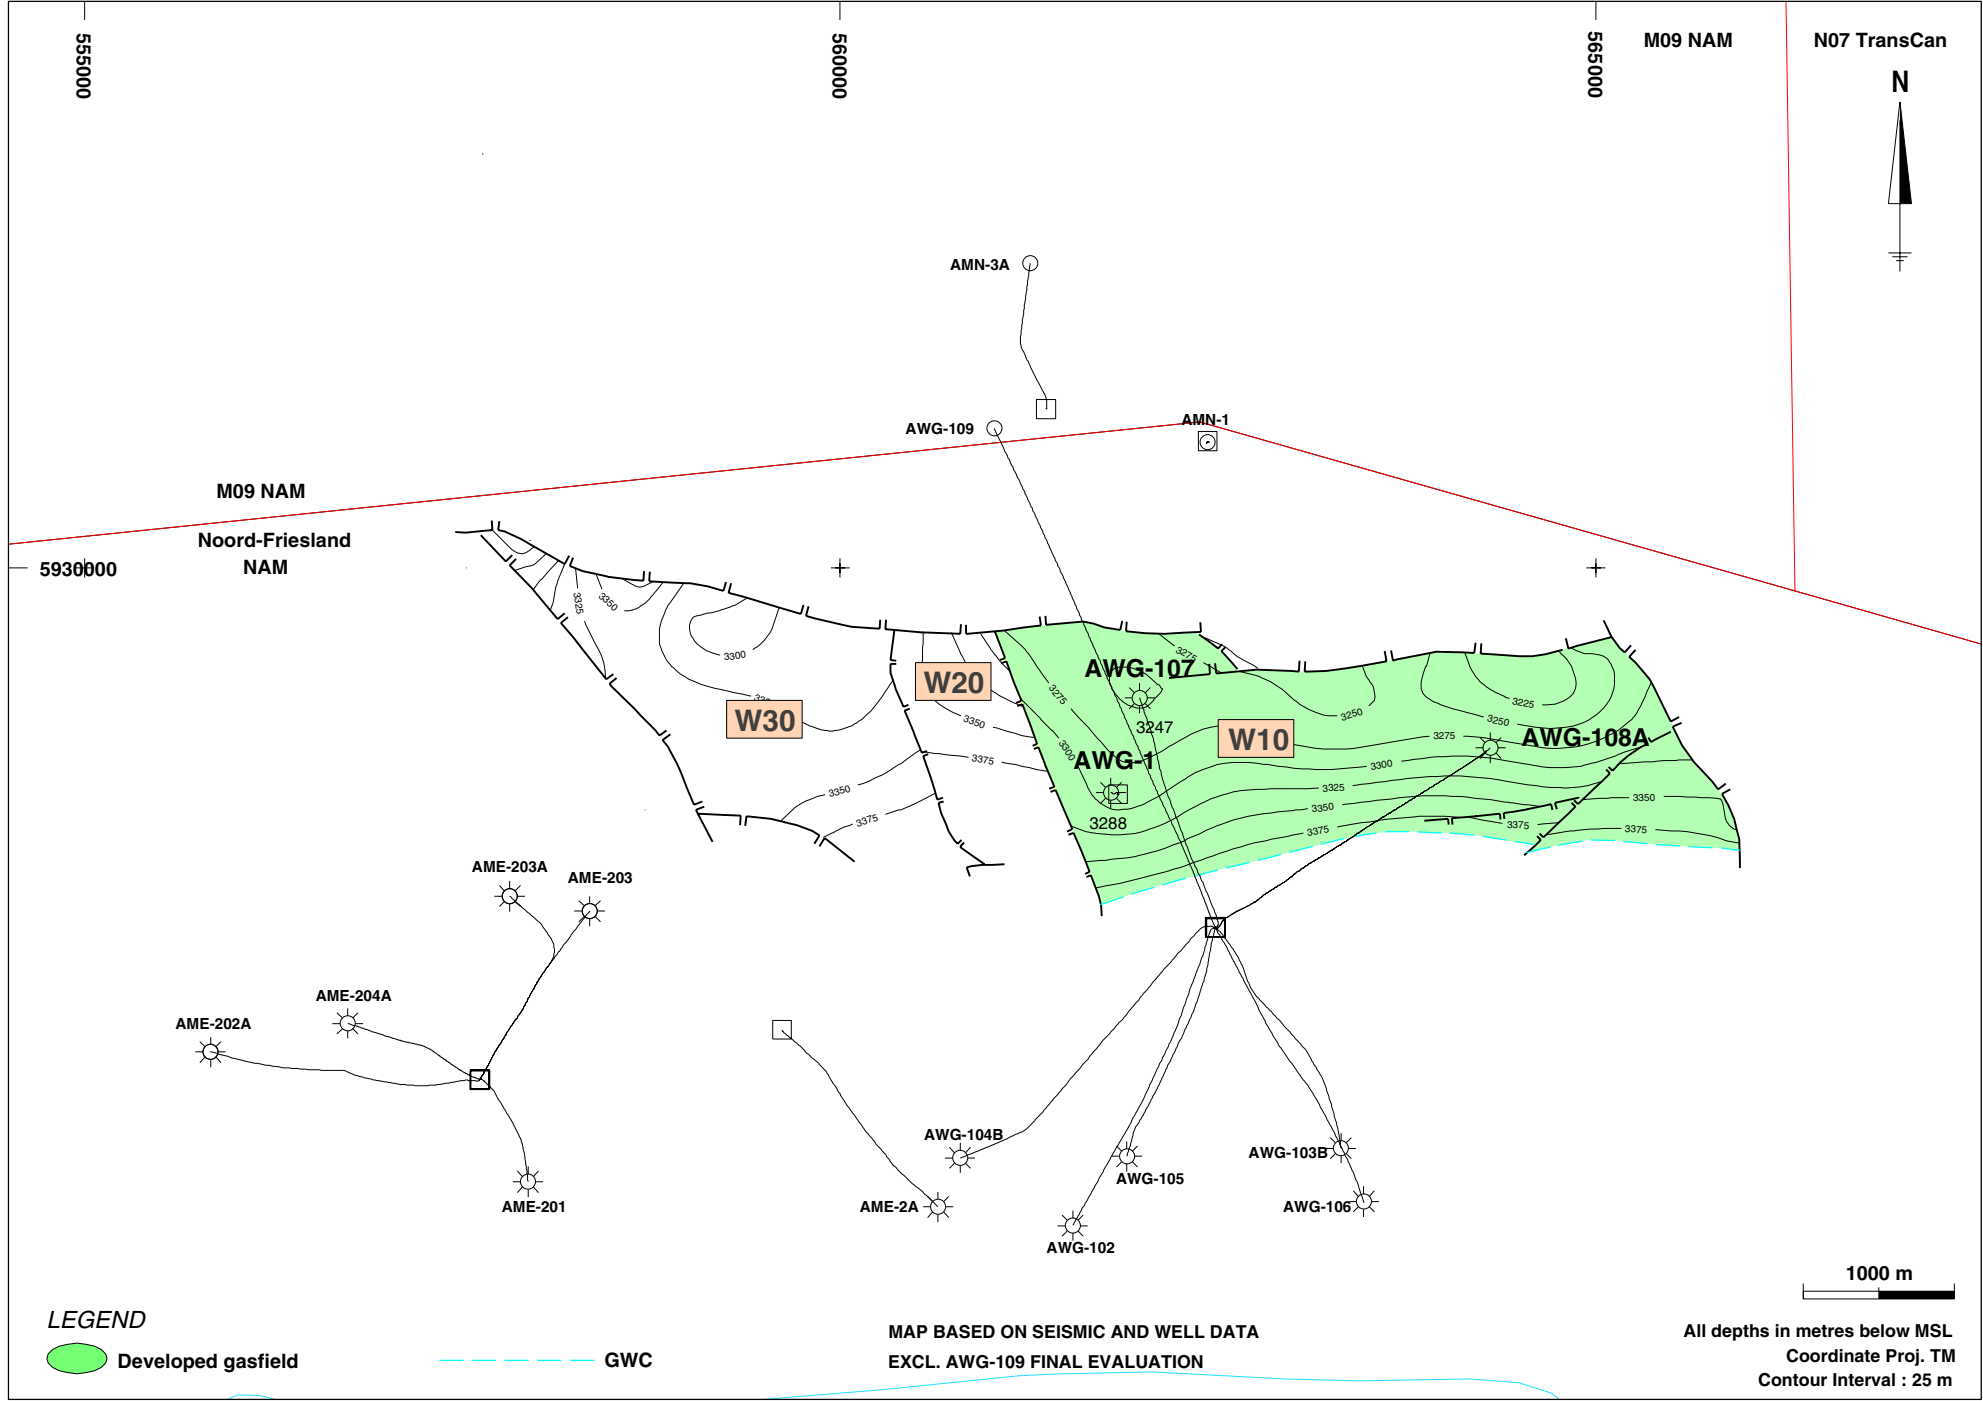 555000
560000
565000
M09 NAM
N07 TransCan
N
AMN-3A
AWG-109
AMN-1
M09 NAM
Noord-Friesland
NAM
5930000
3325
3350
3300
W30
W20
3350
3375
3350
3375
3275
3300
3275
AWG-107
3247
AWG-1
3288
W10
3250
3225
3250
3275
AWG-108A
3300
3325
3350
3375
3375
3350
3375
AME-203A
AME-203
AME-204A
AME-202A
AME-201
AWG-104B
AME-2A
AWG-105
AWG-102
AWG-103B
AWG-106
1000 m
LEGEND
Developed gasfield
GWC
MAP BASED ON SEISMIC AND WELL DATA
EXCL. AWG-109 FINAL EVALUATION
All depths in metres below MSL
Coordinate Proj. TM
Contour Interval : 25 m